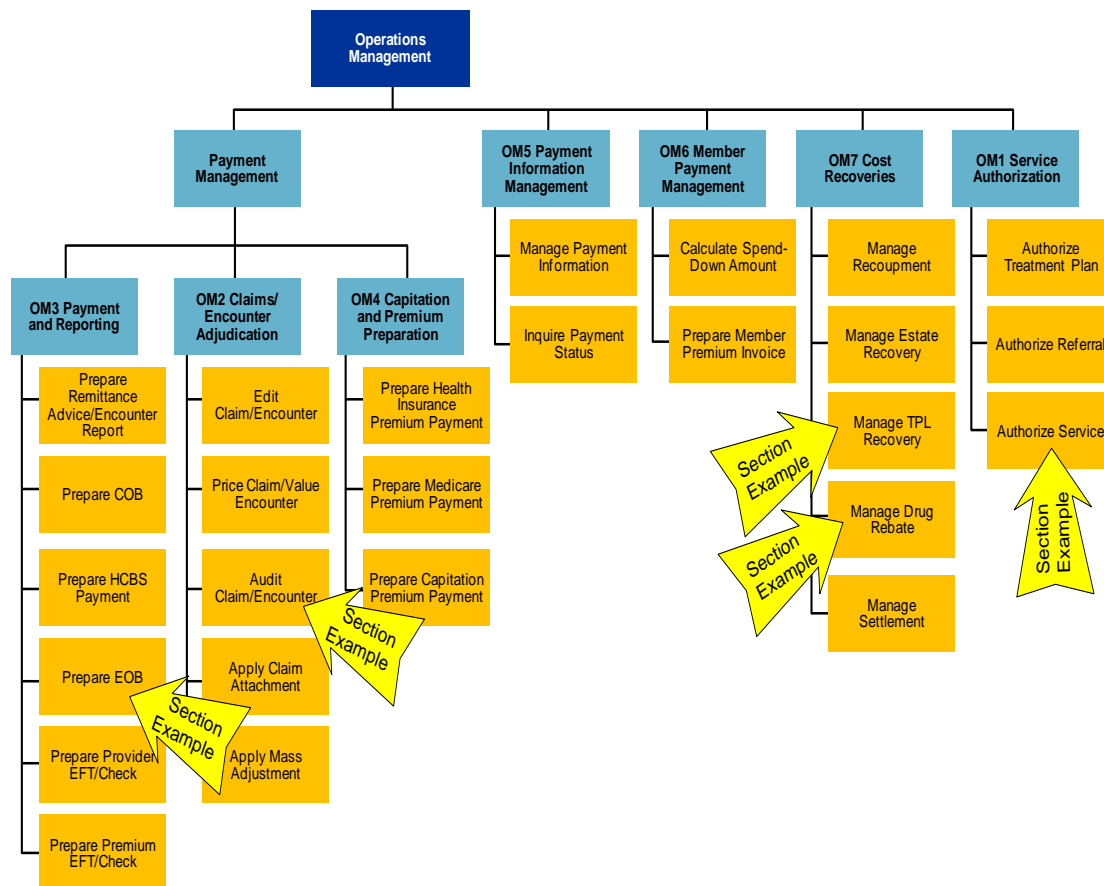 Operations
Management
Payment
Management
OM5 Payment
Information
Management
OM6 Member
Payment
Management
OM7 Cost
Recoveries
OM1 Service
Authorization
Manage Payment
Information
Inquire Payment
Status
Calculate Spend-
Down Amount
Prepare Member
Premium Invoice
Manage
Recoupment
Manage Estate
Recovery
Manage TPL
Recovery
Section
Example
Manage Drug
Rebate
Section
Example
Manage
Settlement
Authorize
Treatment Plan
Authorize Referral
Authorize Service
Section
Example
OM3 Payment
and Reporting
OM2 Claims/
Encounter
Adjudication
OM4 Capitation
and Premium
Preparation
Prepare
Remittance
Advice/Encounter
Report
Prepare COB
Prepare HCBS
Payment
Prepare EOB
Section
Example
Prepare Provider
EFT/Check
Prepare Premium
EFT/Check
Edit
Claim/Encounter
Price Claim/Value
Encounter
Audit
Claim/Encounter
Section
Example
Apply Claim
Attachment
Apply Mass
Adjustment
Prepare Health
Insurance
Premium Payment
Prepare Medicare
Premium Payment
Prepare Capitation
Premium Payment